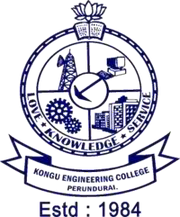 LOVE • KNOWLEDGE • SERVICE
KONGU ENGINEERING COLLEGE
PERUNDURAI.
Estd : 1984